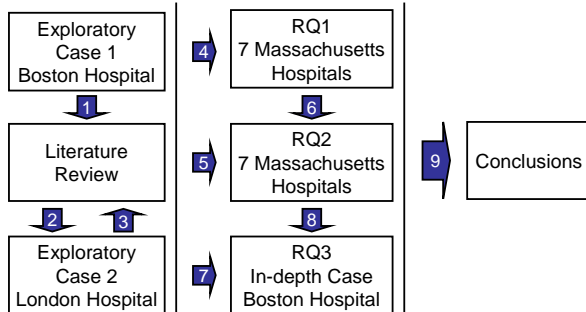 Exploratory
Case 1
Boston Hospital
4
RQ1
7 Massachusetts
Hospitals
1
6
Literature
Review
5
RQ2
7 Massachusetts
Hospitals
9
Conclusions
2
3
8
Exploratory
Case 2
London Hospital
7
RQ3
In-depth Case
Boston Hospital